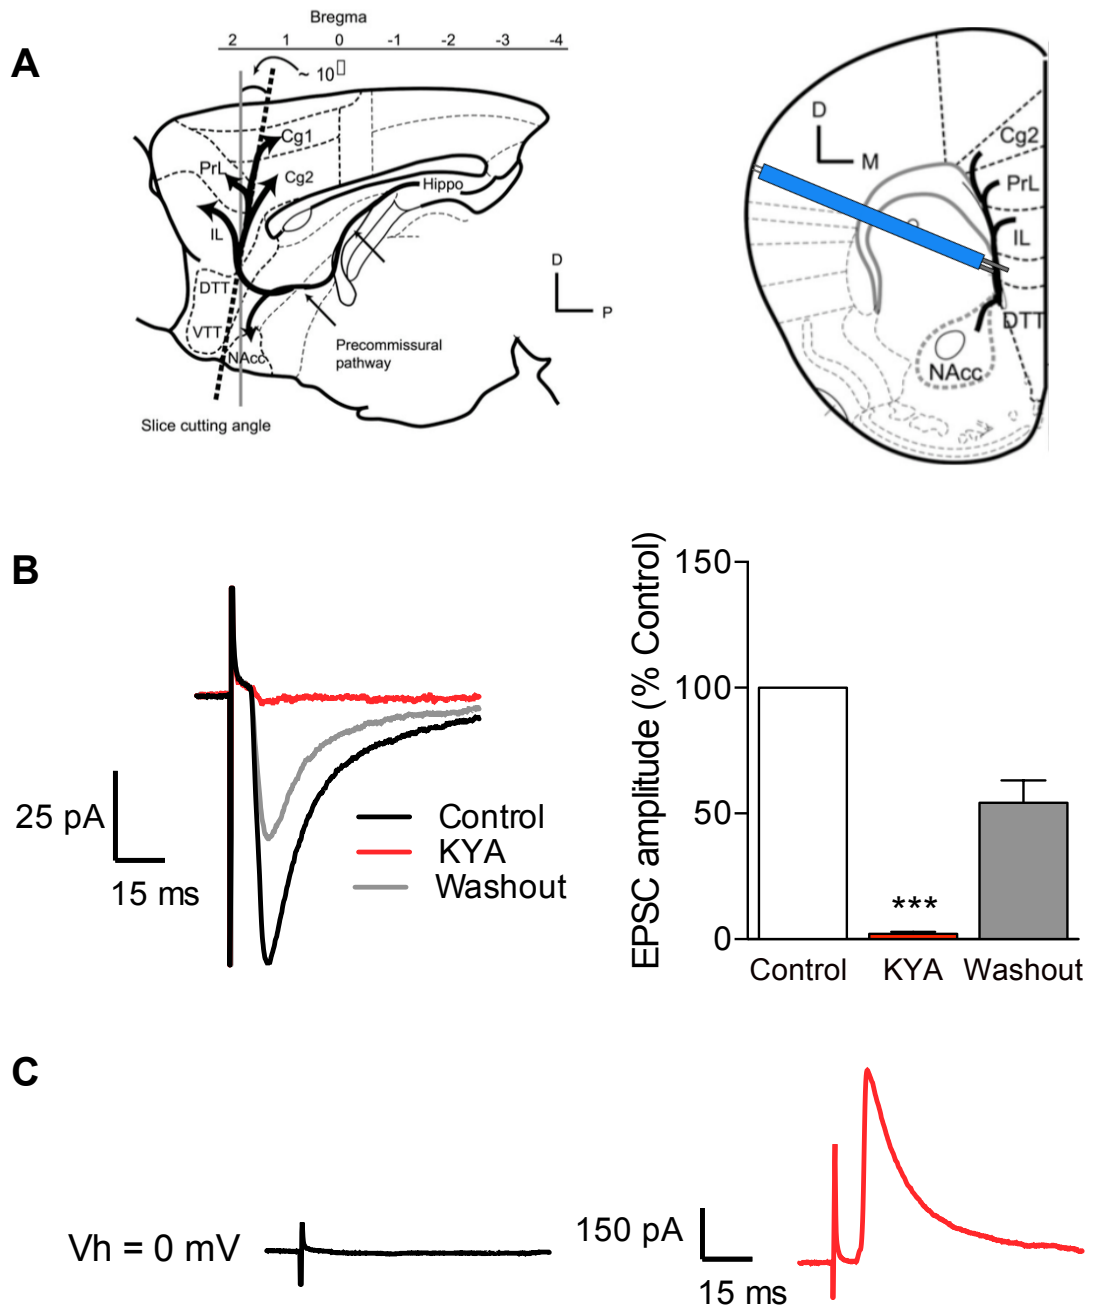 Bregma
2 1 0 -1 -2 -3 -4
A
~ 10▯
Cg1
PrL
Cg2
Hippo
IL
DTT
VTT
NAcc
Precommissural
pathway
D
P
Slice cutting angle
D
M
Cg2
PrL
IL
DTT
NAcc
B
25 pA
15 ms
Control
KYA
Washout
EPSC amplitude (% Control)
150
100
50
0
***
Control KYA Washout
C
Vh = 0 mV
150 pA
15 ms